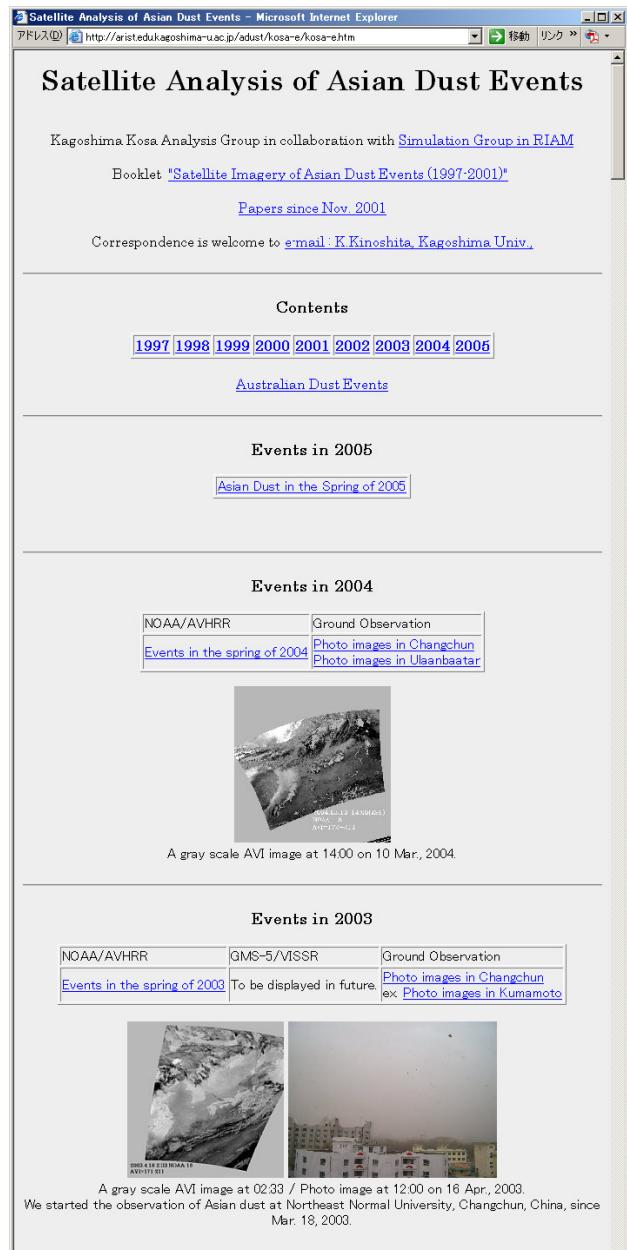 Satellite Analysis of Asian Dust Events - Microsoft Internet Explorer
アドレス(D) http://arist.edu.kagoshima-u.ac.jp/adust/kosa-e/kosa-e.htm 移動 リンク »
Satellite Analysis of Asian Dust Events
Kagoshima Kosa Analysis Group in collaboration with Simulation Group in RIAM
Booklet "Satellite Imagery of Asian Dust Events (1997-2001)"
Papers since Nov. 2001
Correspondence is welcome to e-mail : K.Kinoshita, Kagoshima Univ.,
Contents
1997 1998 1999 2000 2001 2002 2003 2004 2005
Australian Dust Events
Events in 2005
Asian Dust in the Spring of 2005
Events in 2004
NOAA/AVHRR Ground Observation
Events in the spring of 2004 Photo images in Changchun
Photo images in Ulaanbaatar
A gray scale AVI image at 14:00 on 10 Mar., 2004.
Events in 2003
NOAA/AVHRR GMS-5/VISSR Ground Observation
Events in the spring of 2003 To be displayed in future. Photo images in Changchun
ex. Photo images in Kumamoto
AVI=171-211
A gray scale AVI image at 02:33 / Photo image at 12:00 on 16 Apr., 2003.
We started the observation of Asian dust at Northeast Normal University, Changchun, China, since
Mar. 18, 2003.